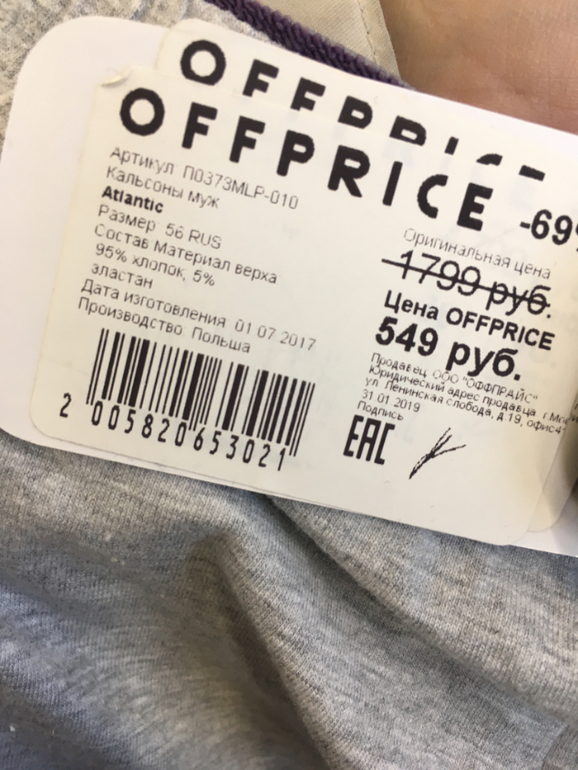 OFFPRICE
OFFPRICE
-69
Артикул П0373MLP-010
Кальсоны муж
Atlantic
Размер 56 RUS
Состав Материал верха
95% хлопок, 5%
эластан
Дата изготовления 01 07 2017
Производство Польша
2 005820 653021
Оригинальная цена
1799 руб.
Цена OFFPRICE
549 руб.
Продавец ООО "ОФФПРАЙС"
Юридический адрес продавца г
ул Ленинская слобода, д 19, офис
31.01 2019
Подпись
EAC